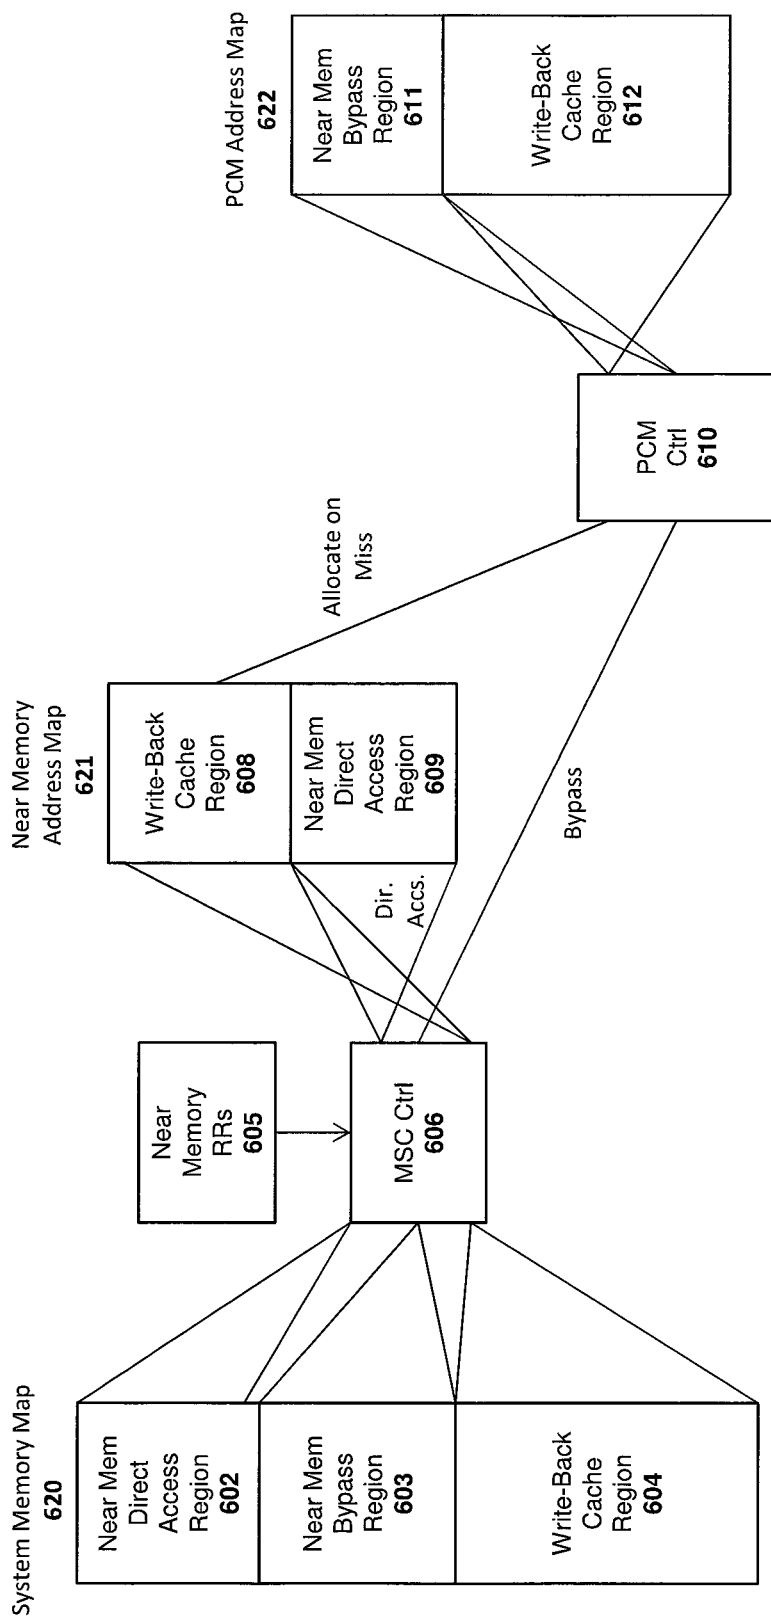 System Memory Map
620
Near Mem
Direct
Access
Region
602
Near Mem
Bypass
Region
603
Write-Back
Cache
Region
604
Near
Memory
RRs
605
MSC Ctrl
606
Near Memory
Address Map
621
Write-Back
Cache
Region
608
Near Mem
Direct
Access
Region
609
Dir.
Accs.
Allocate on
Miss
Bypass
PCM
Ctrl
610
PCM Address Map
622
Near Mem
Bypass
Region
611
Write-Back
Cache
Region
612